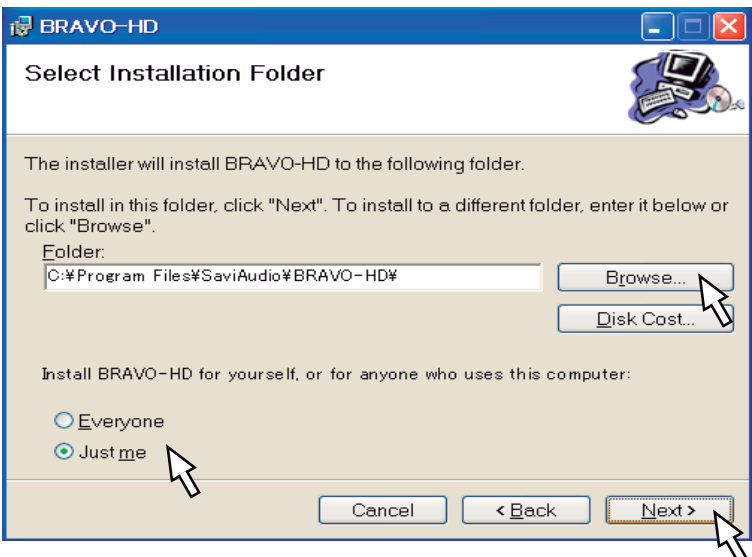 BRAVO-HD
Select Installation Folder
The installer will install BRAVO-HD to the following folder.
To install in this folder, click "Next". To install to a different folder, enter it below or
click "Browse".
Folder:
C:¥Program Files¥SaviAudio¥BRAVO-HD¥
Browse...
Disk Cost...
Install BRAVO-HD for yourself, or for anyone who uses this computer:
Everyone
Just me
Cancel
< Back
Next >